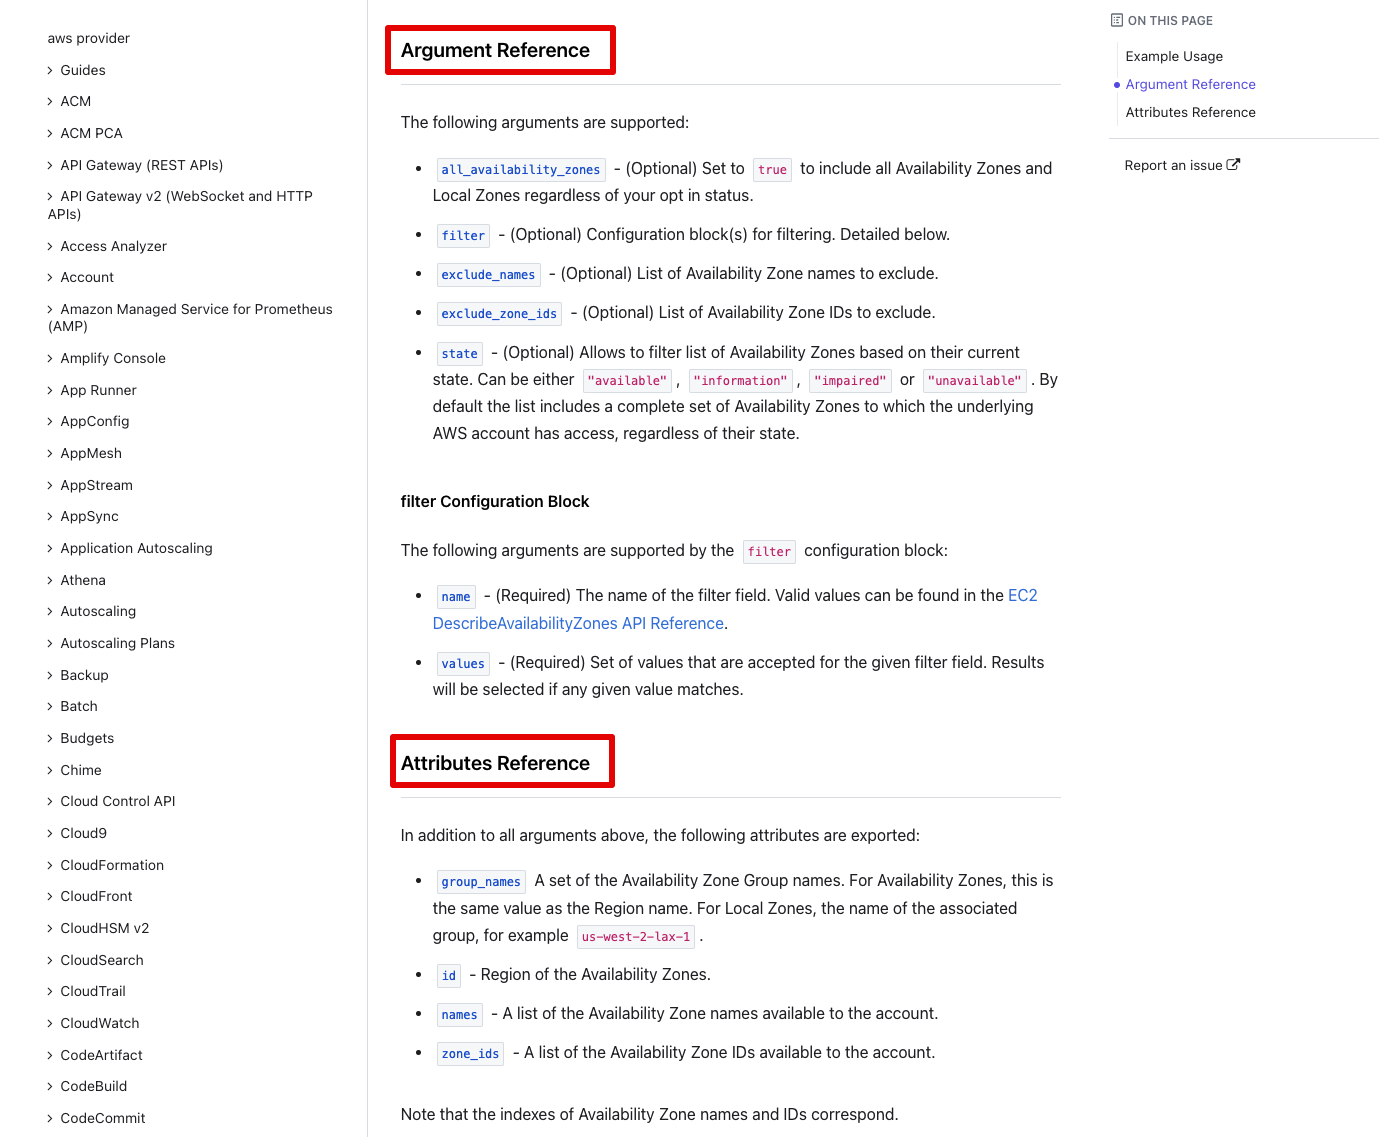 aws provider
Guides
ACM
ACM PCA
API Gateway (REST APIs)
API Gateway v2 (WebSocket and HTTP
APIs)
Access Analyzer
Account
Amazon Managed Service for Prometheus
(AMP)
Amplify Console
App Runner
AppConfig
AppMesh
AppStream
AppSync
Application Autoscaling
Athena
Autoscaling
Autoscaling Plans
Backup
Batch
Budgets
Chime
Cloud Control API
Cloud9
CloudFormation
CloudFront
CloudHSM v2
CloudSearch
CloudTrail
CloudWatch
CodeArtifact
CodeBuild
CodeCommit
Argument Reference
The following arguments are supported:
all_availability_zones - (Optional) Set to true to include all Availability Zones and
Local Zones regardless of your opt in status.
filter - (Optional) Configuration block(s) for filtering. Detailed below.
exclude_names - (Optional) List of Availability Zone names to exclude.
exclude_zone_ids - (Optional) List of Availability Zone IDs to exclude.
state - (Optional) Allows to filter list of Availability Zones based on their current
state. Can be either "available", "information", "impaired" or "unavailable". By
default the list includes a complete set of Availability Zones to which the underlying
AWS account has access, regardless of their state.
filter Configuration Block
The following arguments are supported by the filter configuration block:
name - (Required) The name of the filter field. Valid values can be found in the EC2
DescribeAvailabilityZones API Reference.
values - (Required) Set of values that are accepted for the given filter field. Results
will be selected if any given value matches.
Attributes Reference
In addition to all arguments above, the following attributes are exported:
group_names A set of the Availability Zone Group names. For Availability Zones, this is
the same value as the Region name. For Local Zones, the name of the associated
group, for example us-west-2-lax-1.
id - Region of the Availability Zones.
names - A list of the Availability Zone names available to the account.
zone_ids - A list of the Availability Zone IDs available to the account.
Note that the indexes of Availability Zone names and IDs correspond.
ON THIS PAGE
Example Usage
Argument Reference
Attributes Reference
Report an issue